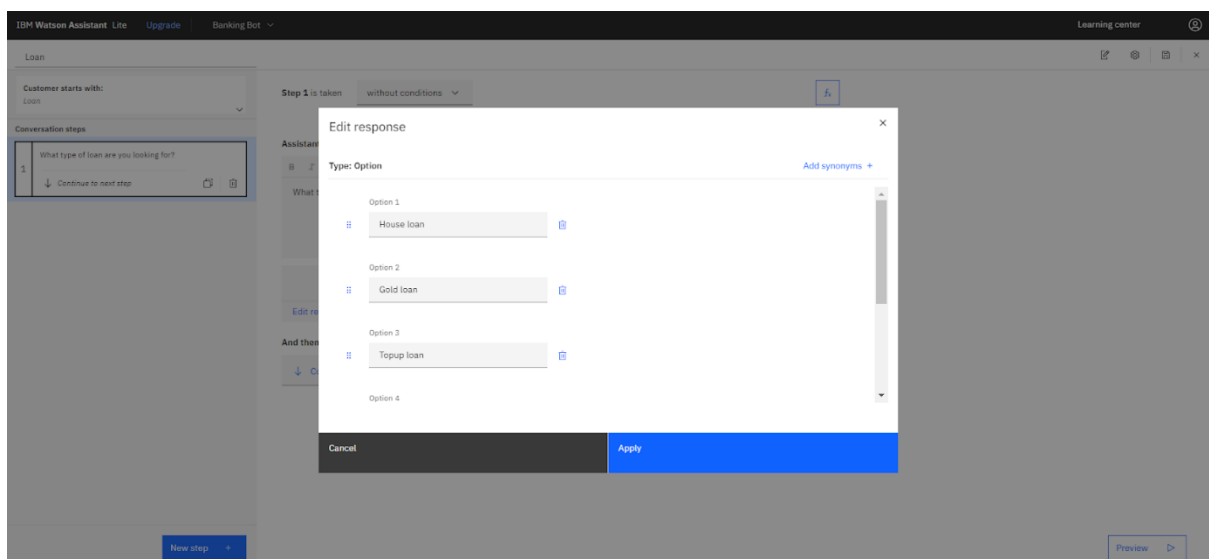 IBM Watson Assistant Lite Upgrade Banking Bot Learning center
Loan
Customer starts with:
Loan
Conversation steps
1 What type of loan are you looking for?
Continue to next step
New step +
Step 1 is taken without conditions fx
Assistant
B I
What t
Edit re
And then
Edit response
Type: Option Add synonyms +
Option 1
House loan
Option 2
Gold loan
Option 3
Topup loan
Option 4
Cancel Apply
Preview